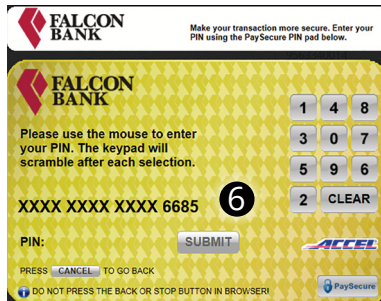 FALCON
BANK
Make your transaction more secure. Enter your
PIN using the PaySecure PIN pad below.
FALCON
BANK
Please use the mouse to enter
your PIN. The keypad will
scramble after each selection.
1 4 8
3 0 7
5 9 6
2 CLEAR
XXXX XXXX XXXX 6685
6
PIN:
SUBMIT
ACCEL
PRESS CANCEL TO GO BACK
DO NOT PRESS THE BACK OR STOP BUTTON IN BROWSER!
PaySecure